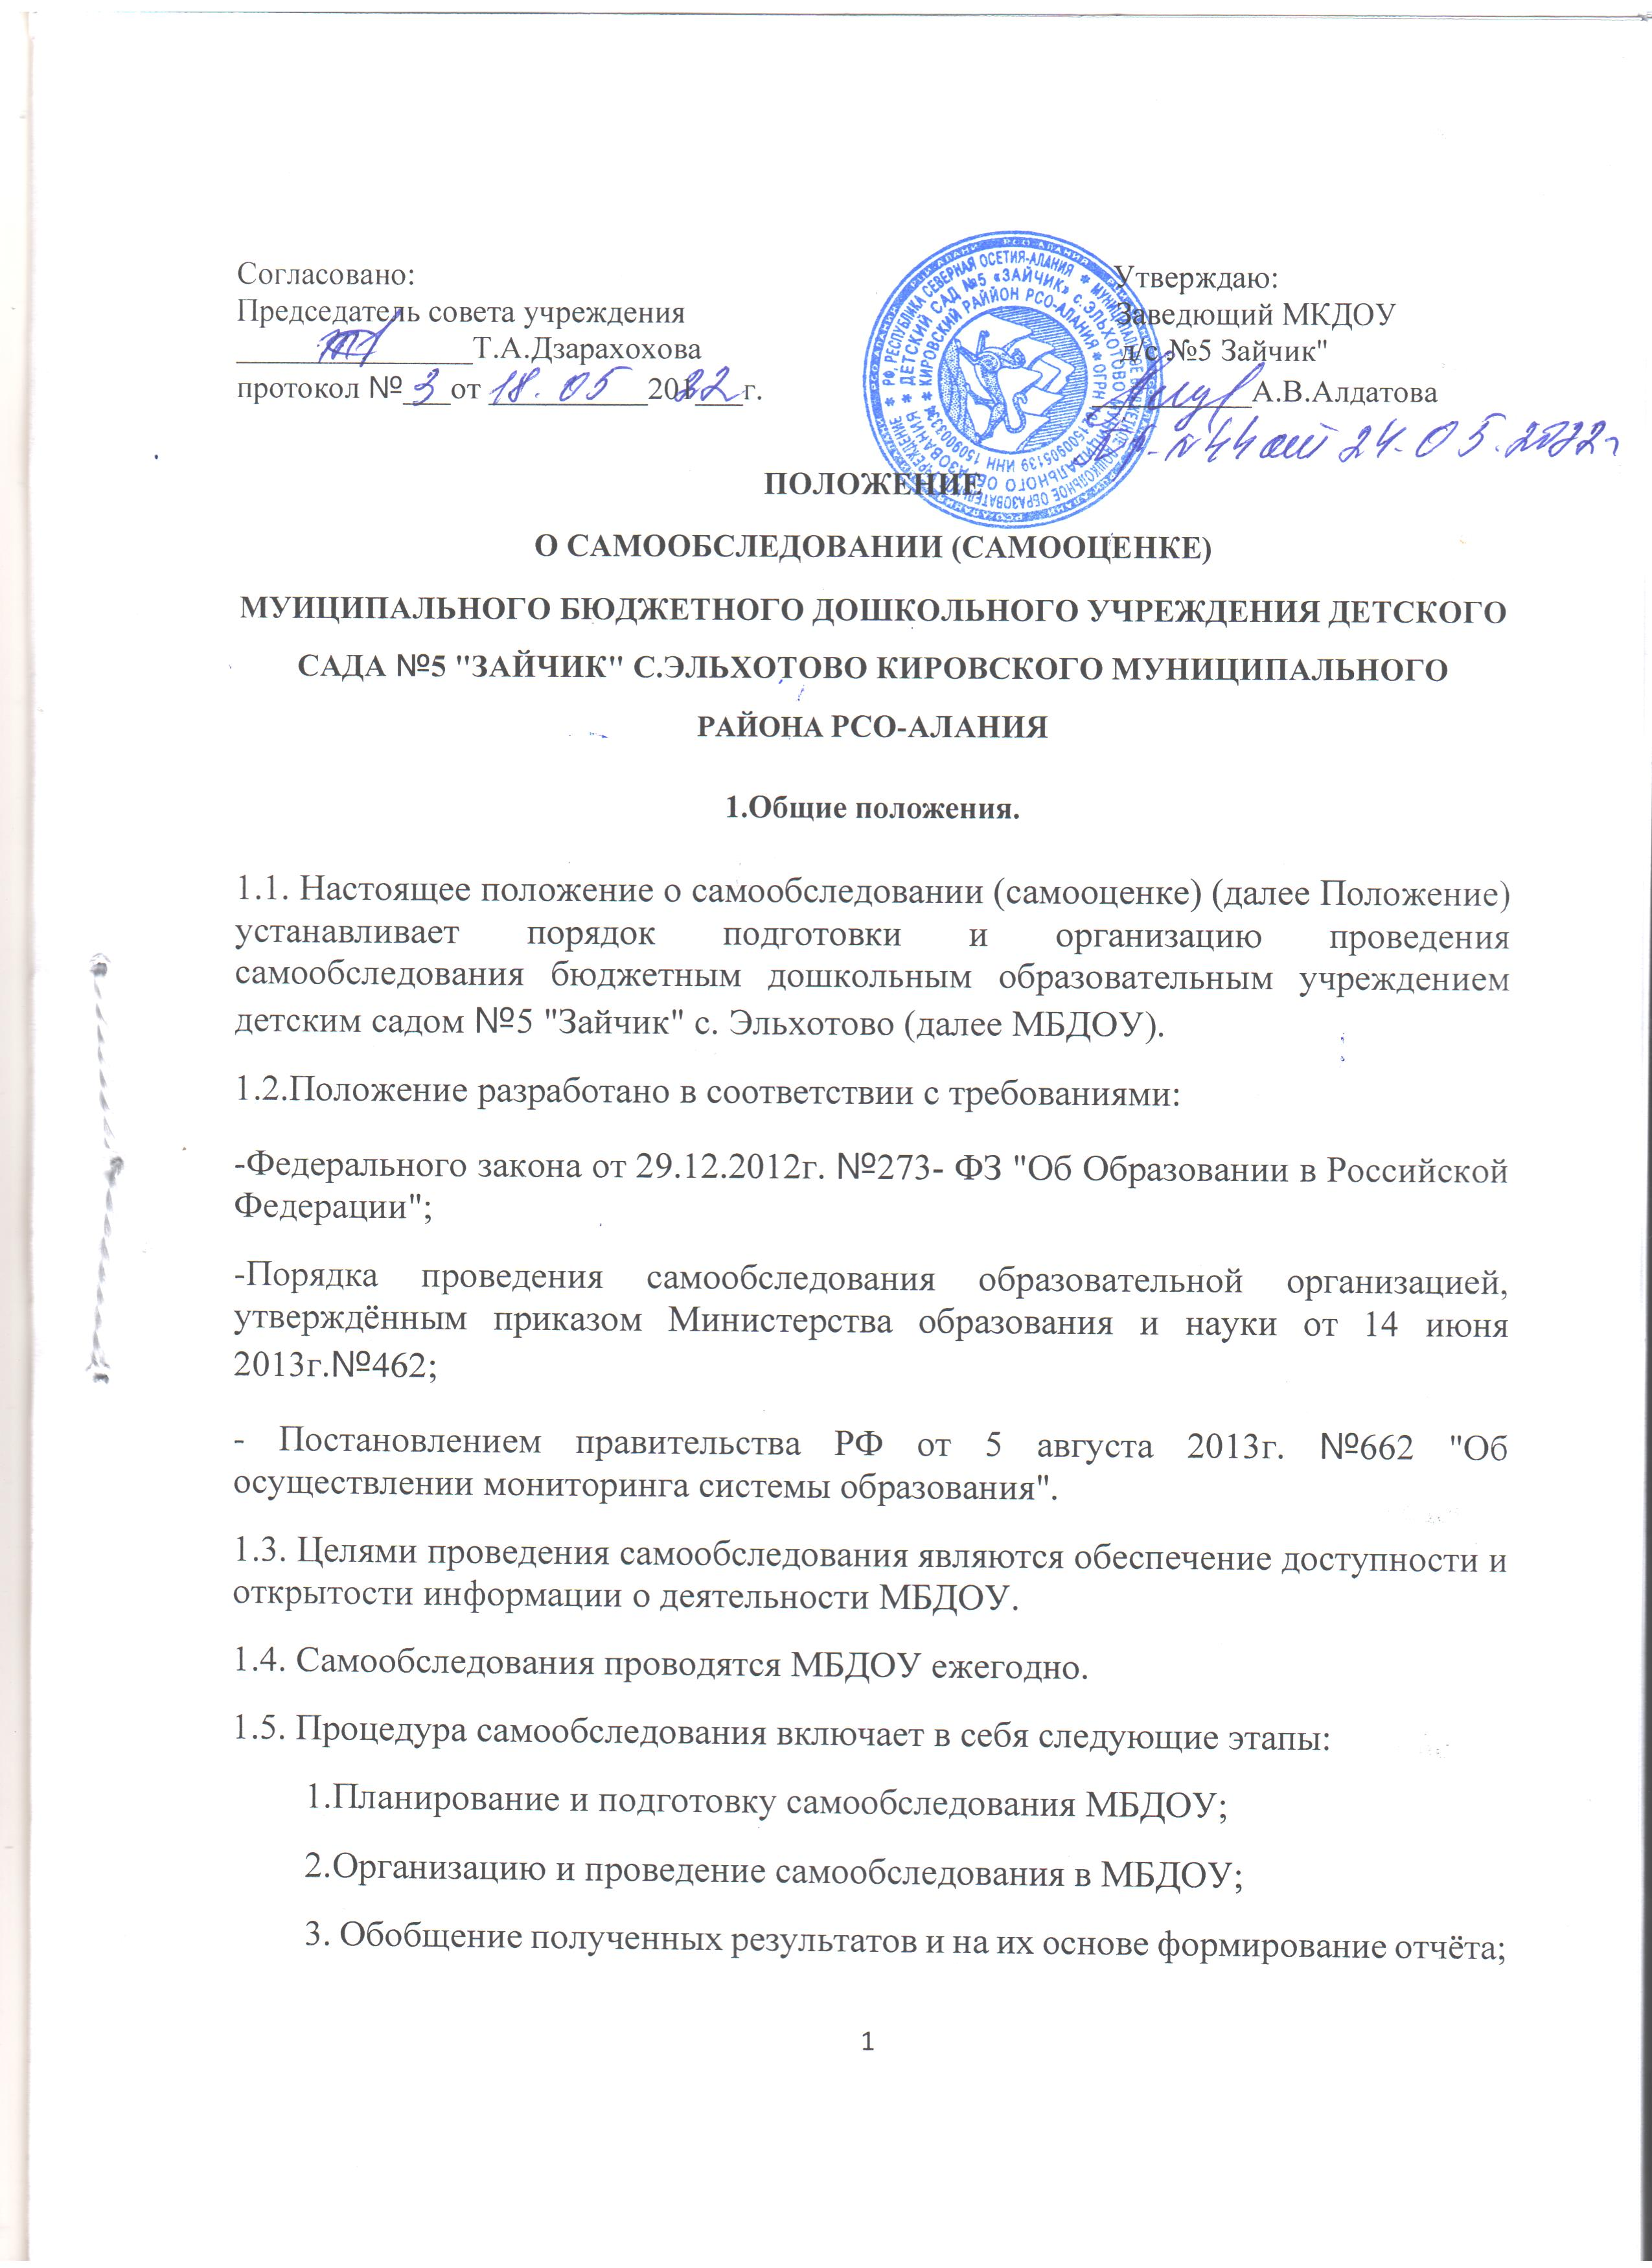 Согласовано:
Председатель совета учреждения
_______________Т.А.Дзарахохова
протокол № 3 от 18.05 2022 г.
Утверждаю:
Заведющий МКДОУ
д/с №5 Зайчик"
__________А.В.Алдатова
№44 от 24.05.2022г
ПОЛОЖЕНИЕ
О САМООБСЛЕДОВАНИИ (САМООЦЕНКЕ)
МУИЦИПАЛЬНОГО БЮДЖЕТНОГО ДОШКОЛЬНОГО УЧРЕЖДЕНИЯ ДЕТСКОГО
САДА №5 "ЗАЙЧИК" С.ЭЛЬХОТОВО КИРОВСКОГО МУНИЦИПАЛЬНОГО
РАЙОНА РСО-АЛАНИЯ
1.Общие положения.
1.1. Настоящее положение о самообследовании (самооценке) (далее Положение)
устанавливает порядок подготовки и организацию проведения
самообследования бюджетным дошкольным образовательным учреждением
детским садом №5 "Зайчик" с. Эльхотово (далее МБДОУ).
1.2.Положение разработано в соответствии с требованиями:
-Федерального закона от 29.12.2012г. №273- ФЗ "Об Образовании в Российской
Федерации";
-Порядка проведения самообследования образовательной организацией,
утверждённым приказом Министерства образования и науки от 14 июня
2013г.№462;
- Постановлением правительства РФ от 5 августа 2013г. №662 "Об
осуществлении мониторинга системы образования".
1.3. Целями проведения самообследования являются обеспечение доступности и
открытости информации о деятельности МБДОУ.
1.4. Самообследования проводятся МБДОУ ежегодно.
1.5. Процедура самообследования включает в себя следующие этапы:
1.Планирование и подготовку самообследования МБДОУ;
2.Организацию и проведение самообследования в МБДОУ;
3. Обобщение полученных результатов и на их основе формирование отчёта;
1